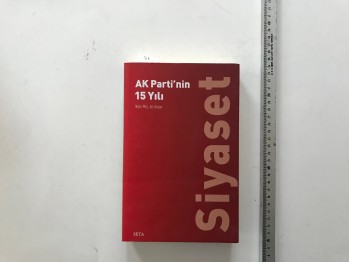 AK Parti'nin
15 Yılı
Siyaset
SETA